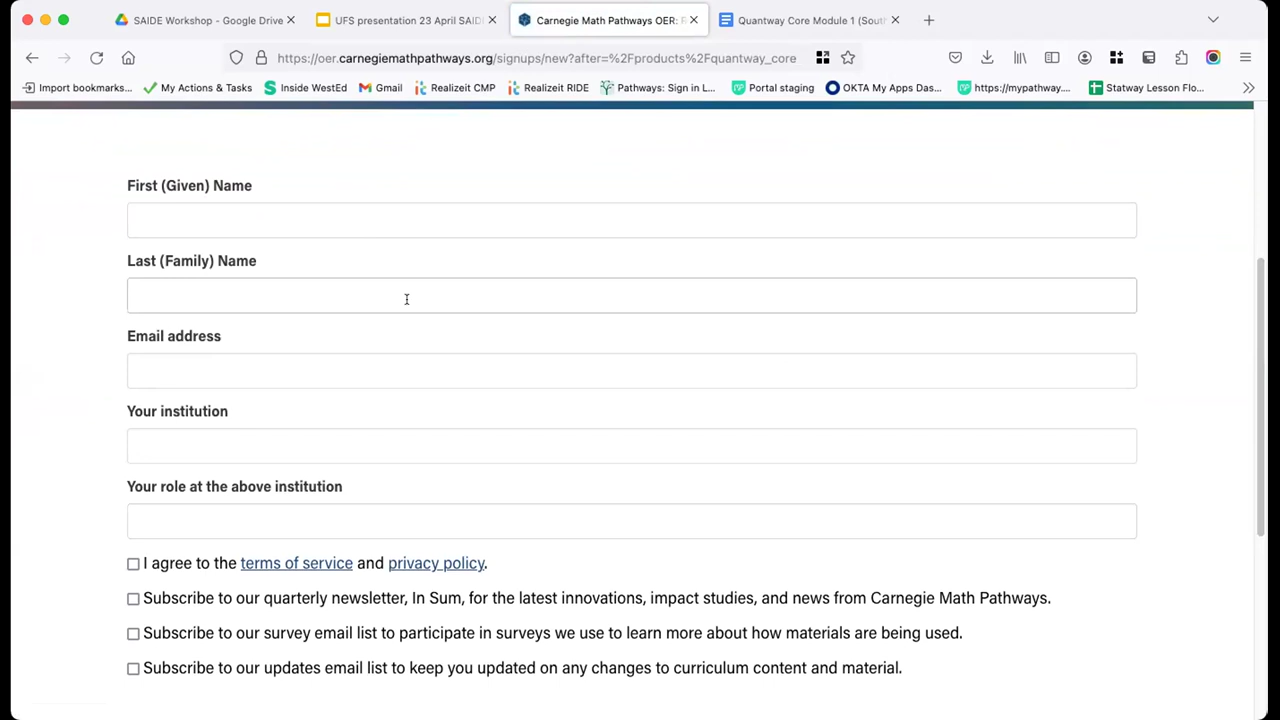 SAIDE Workshop - Google Drive
UFS presentation 23 April SAIDE
Carnegie Math Pathways OER: 
Quantway Core Module 1 (South
https://oer.carnegiemathpathways.org/signups/new?after=%2Fproducts%2Fquantway_core
Import bookmarks...
My Actions & Tasks
Inside WestEd
Gmail
Realizeit CMP
Realizeit RIDE
Pathways: Sign in L...
Portal staging
OKTA My Apps Das...
https://mypathway....
Statway Lesson Flo...
First (Given) Name
Last (Family) Name
Email address
Your institution
Your role at the above institution
I agree to the terms of service and privacy policy.
Subscribe to our quarterly newsletter, In Sum, for the latest innovations, impact studies, and news from Carnegie Math Pathways.
Subscribe to our survey email list to participate in surveys we use to learn more about how materials are being used.
Subscribe to our updates email list to keep you updated on any changes to curriculum content and material.